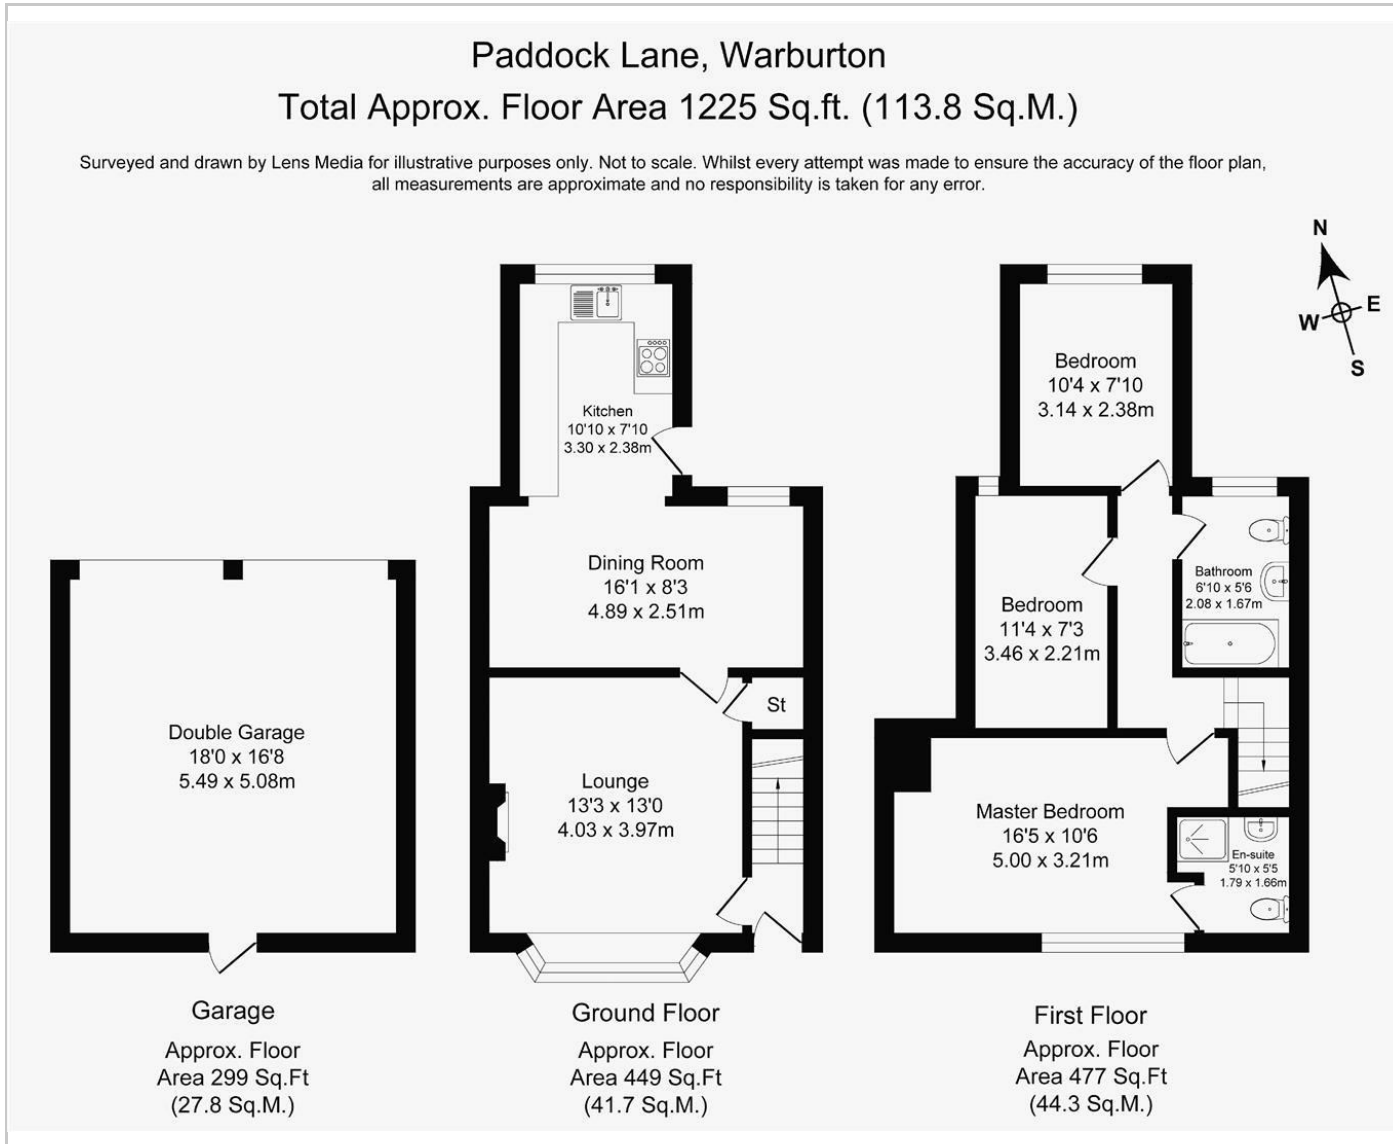 Paddock Lane, Warburton
Total Approx. Floor Area 1225 Sq.ft. (113.8 Sq.M.)
Surveyed and drawn by Lens Media for illustrative purposes only. Not to scale. Whilst every attempt was made to ensure the accuracy of the floor plan,
all measurements are approximate and no responsibility is taken for any error.
N
E
W
S
Kitchen
10'10 x 7'10
3.30 x 2.38m
Dining Room
16'1 x 8'3
4.89 x 2.51m
St
Lounge
13'3 x 13'0
4.03 x 3.97m
Double Garage
18'0 x 16'8
5.49 x 5.08m
Bedroom
10'4 x 7'10
3.14 x 2.38m
Bathroom
6'10 x 5'6
2.08 x 1.67m
Bedroom
11'4 x 7'3
3.46 x 2.21m
Master Bedroom
16'5 x 10'6
5.00 x 3.21m
En-suite
5'10 x 5'5
1.79 x 1.66m
Garage
Approx. Floor
Area 299 Sq.Ft
(27.8 Sq.M.)
Ground Floor
Approx. Floor
Area 449 Sq.Ft
(41.7 Sq.M.)
First Floor
Approx. Floor
Area 477 Sq.Ft
(44.3 Sq.M.)